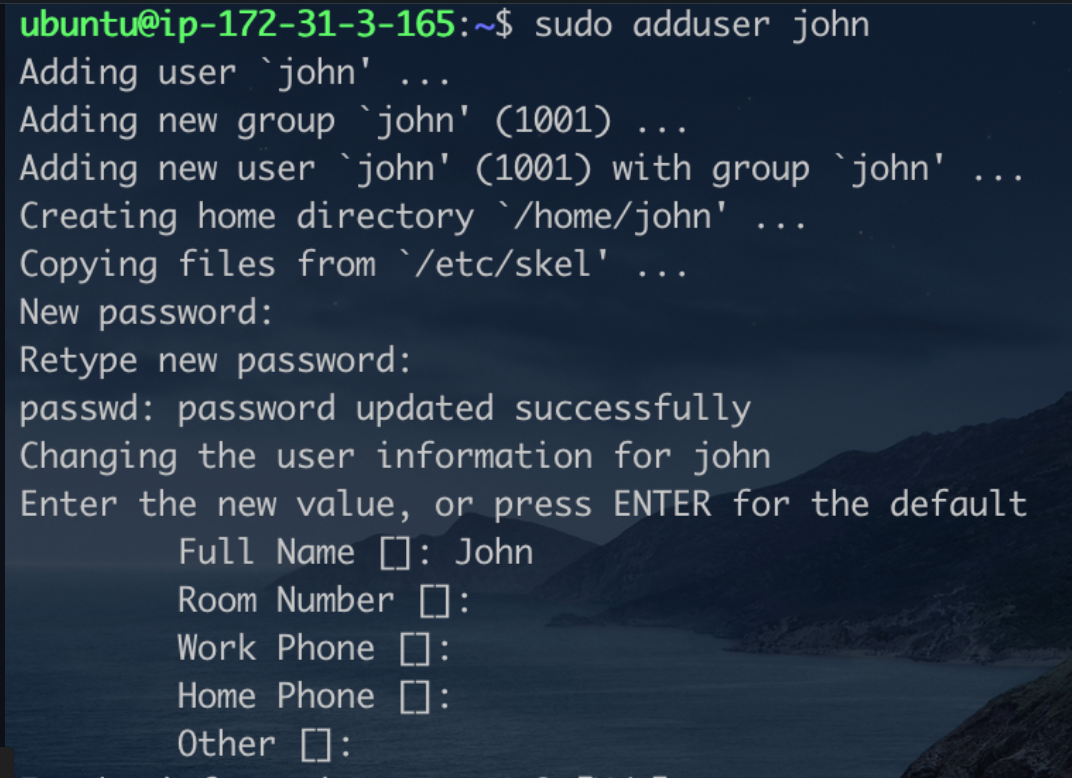 ubuntu@ip-172-31-3-165:~$ sudo adduser john
Adding user `john' ...
Adding new group `john' (1001) ...
Adding new user `john' (1001) with group `john' ...
Creating home directory `/home/john' ...
Copying files from `/etc/skel' ...
New password:
Retype new password:
passwd: password updated successfully
Changing the user information for john
Enter the new value, or press ENTER for the default
Full Name []: John
Room Number []:
Work Phone []:
Home Phone []:
Other []: